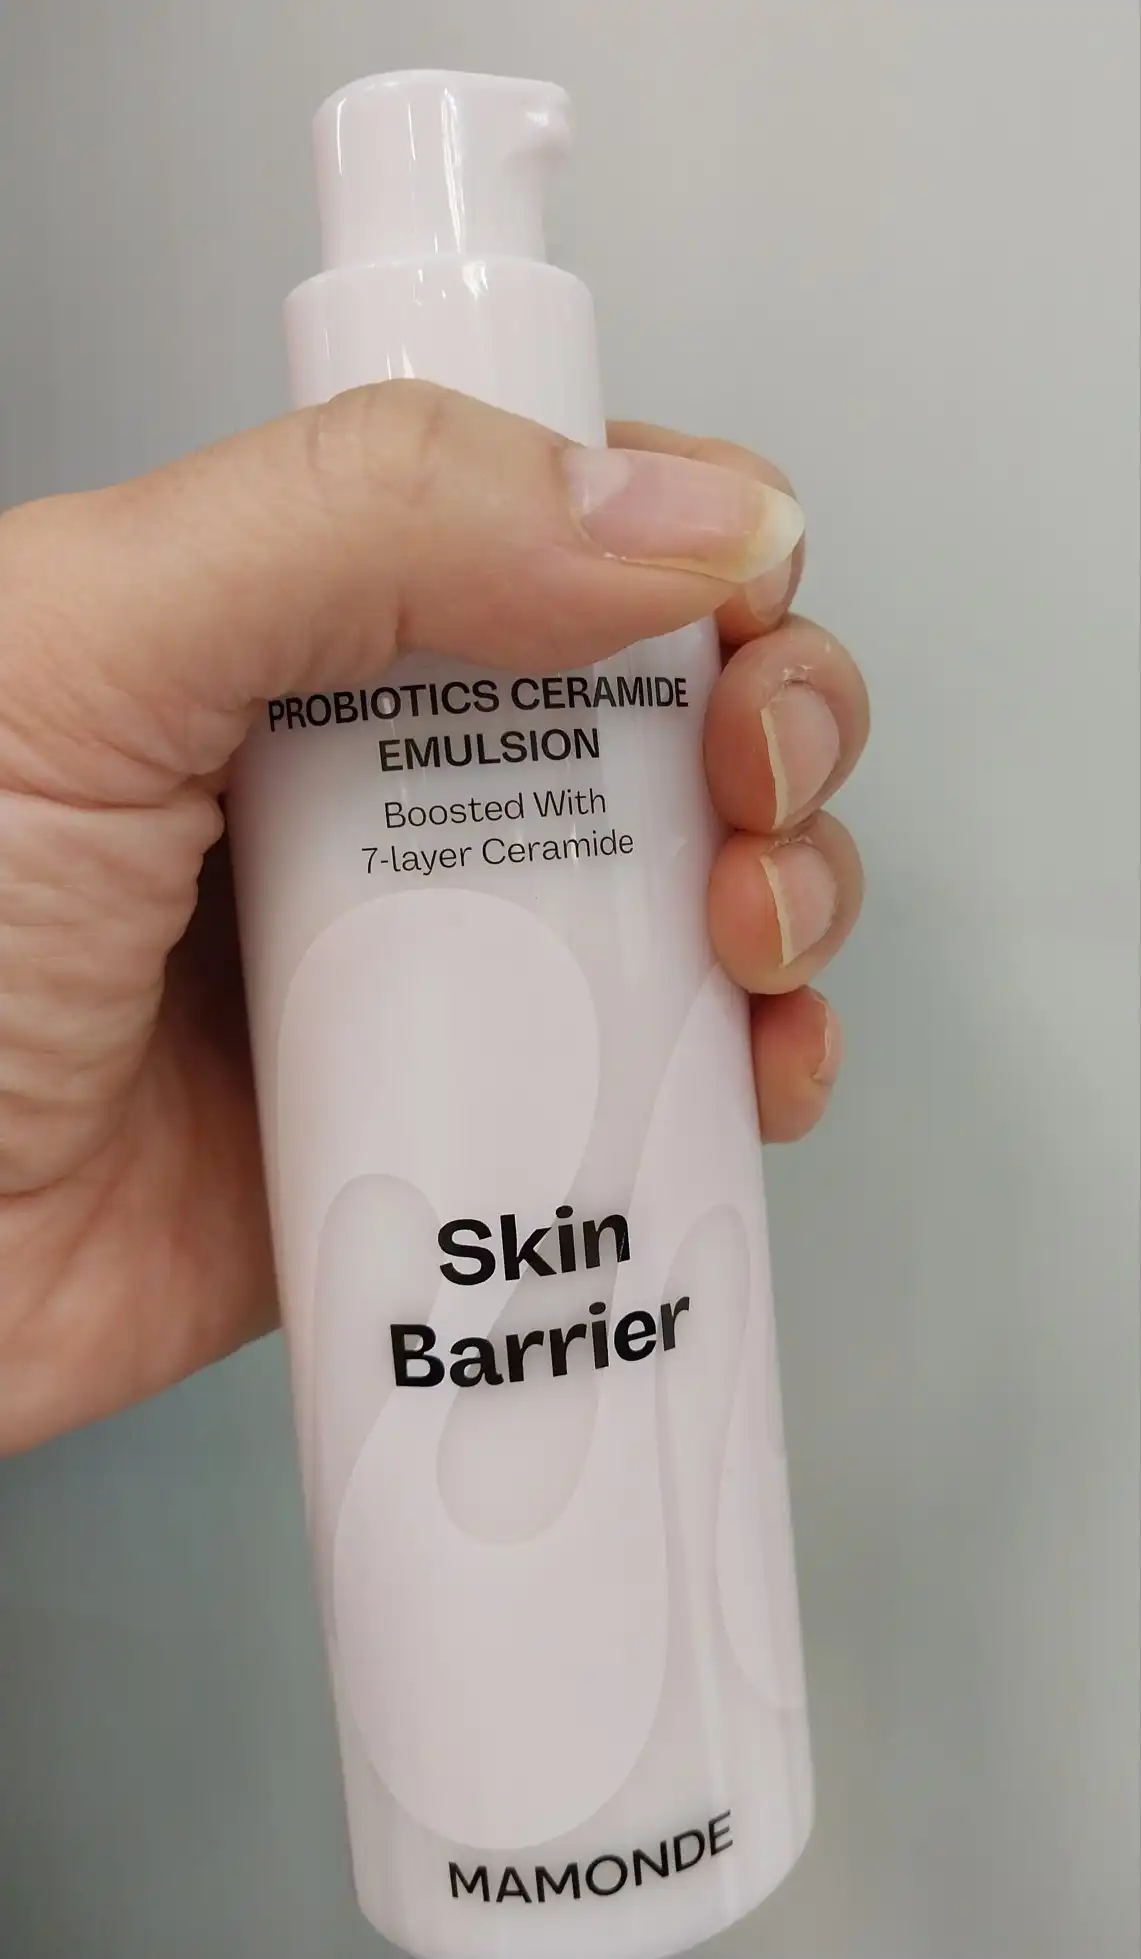 PROBIOTICS CERAMIDE
EMULSION
Boosted With
7-layer Ceramide
Skin
Barrier
MAMONDE